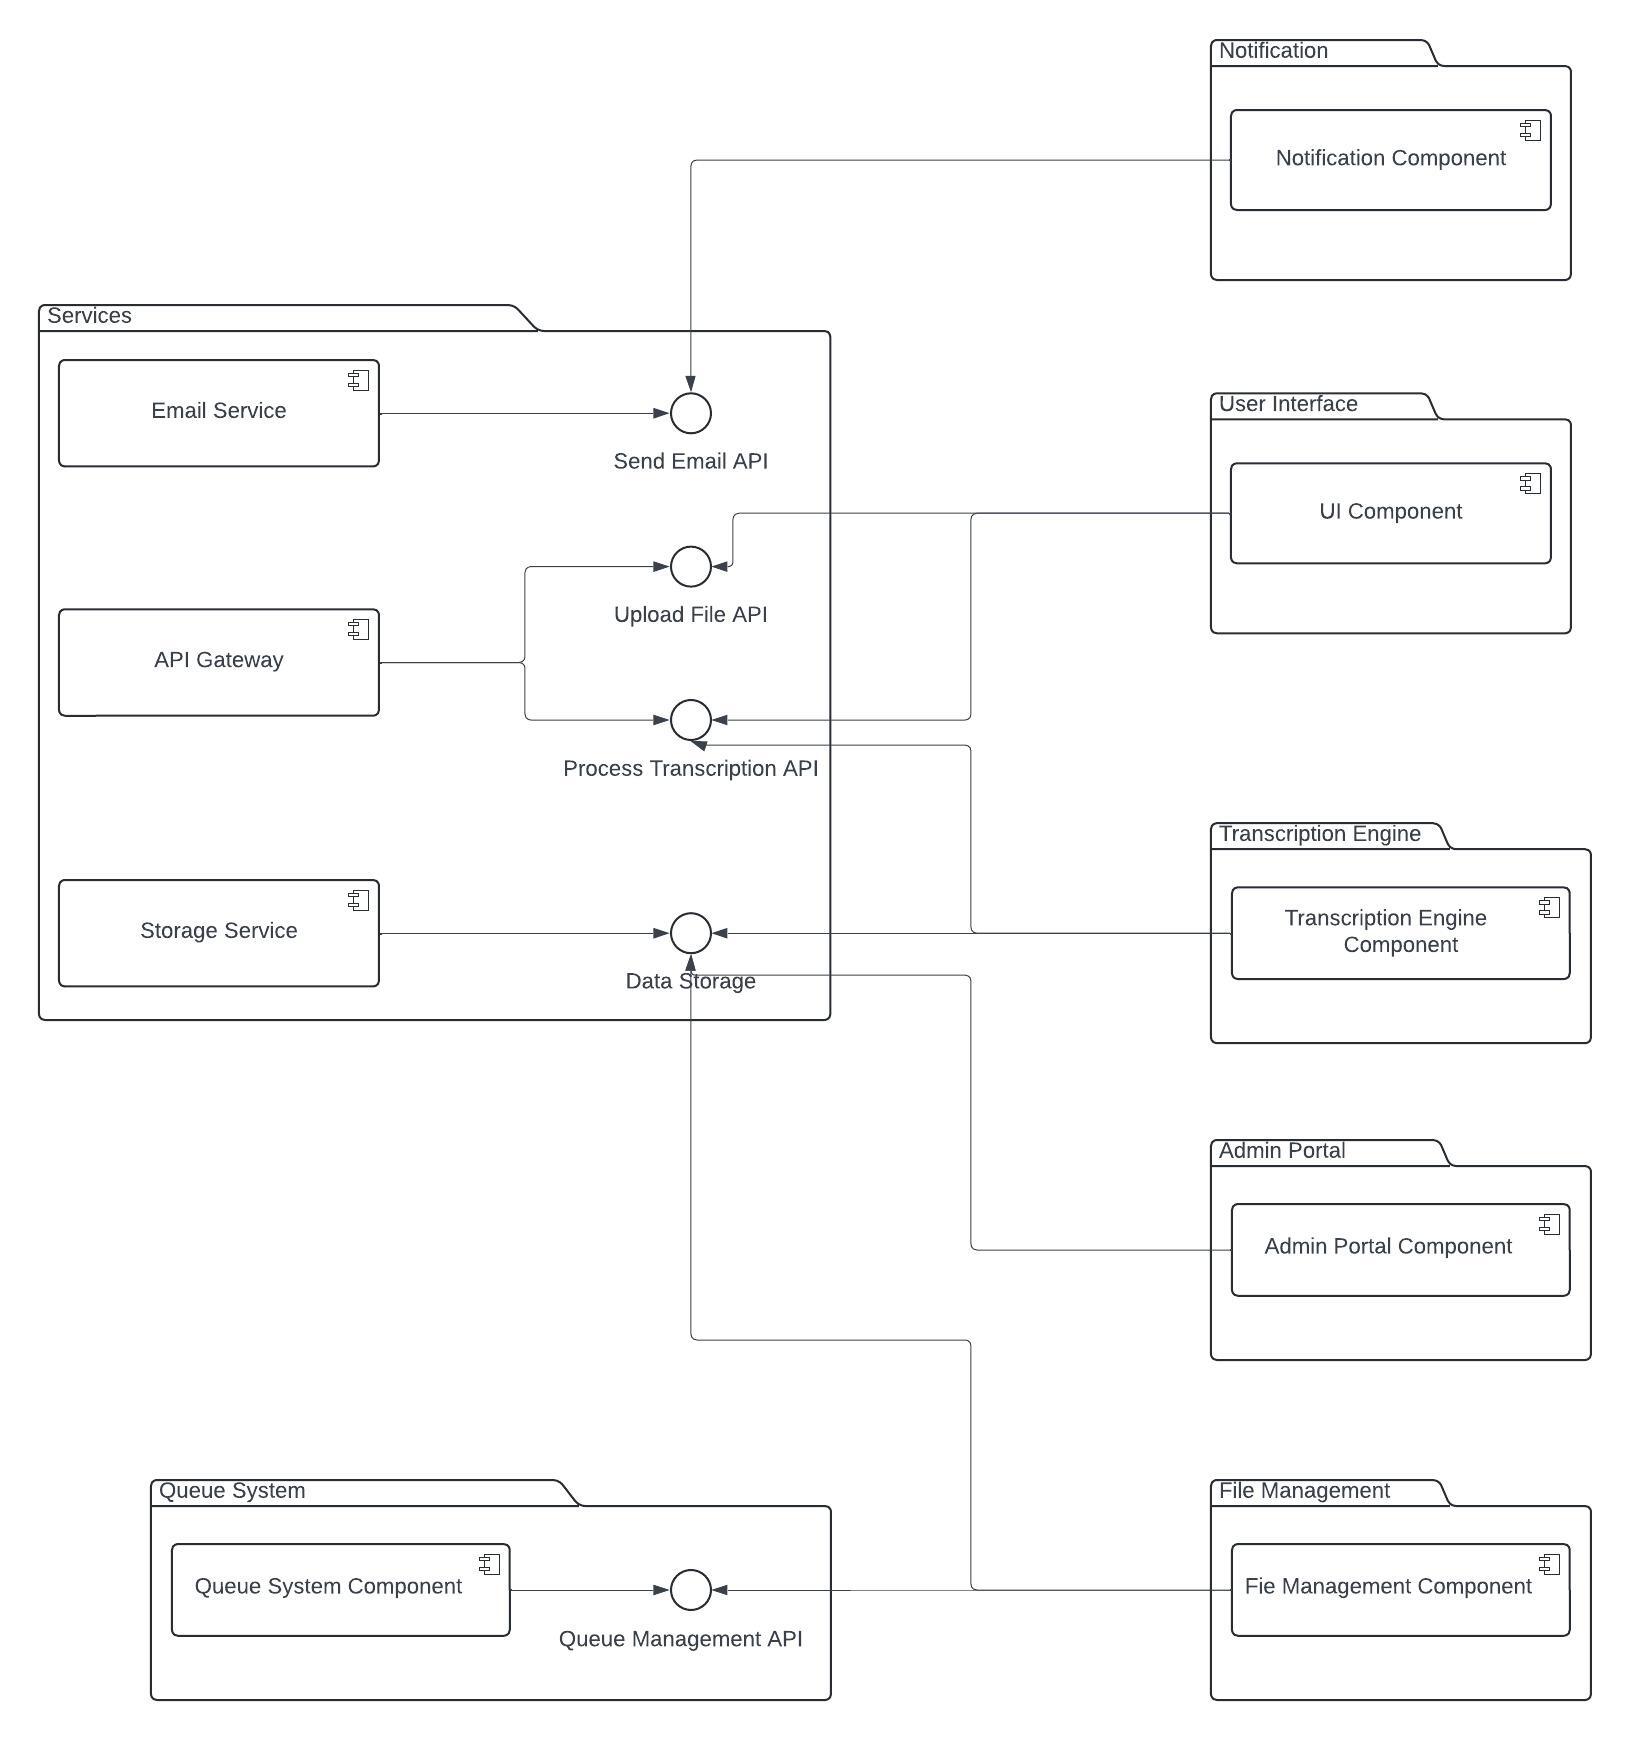 Notification
Notification Component
Services
Email Service
Send Email API
User Interface
UI Component
Upload File API
API Gateway
Process Transcription API
Transcription Engine
Transcription Engine
Component
Storage Service
Data Storage
Admin Portal
Admin Portal Component
Queue System
Queue System Component
Queue Management API
File Management
Fie Management Component